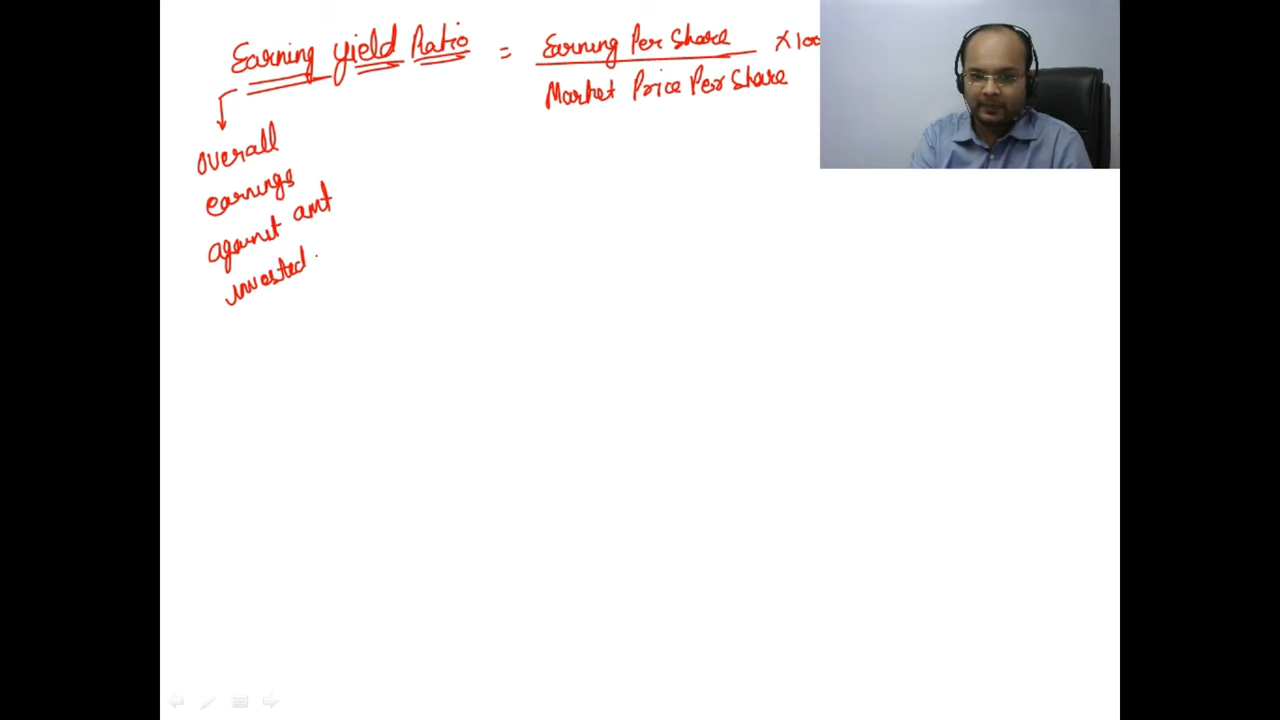 Earning yield Ratio = Earning Per Share / Market Price Per Share ×100
overall
earnings
against amt
invested.